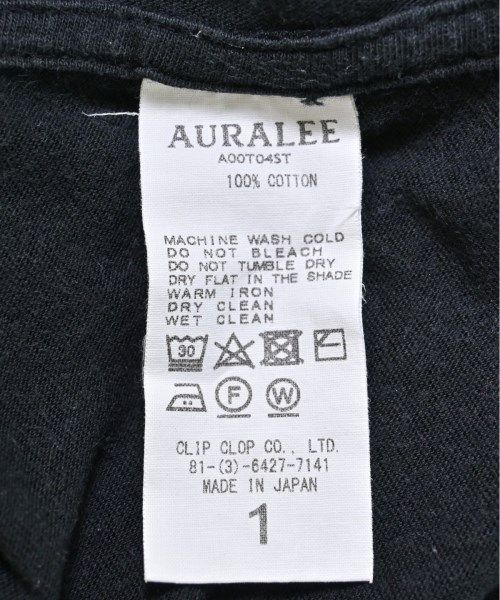 AURALEE
A00T04ST
100% COTTON
MACHINE WASH COLD
DO NOT BLEACH
DO NOT TUMBLE DRY
DRY FLAT IN THE SHADE
WARM IRON
DRY CLEAN
WET CLEAN
30
F W
CLIP CLOP CO., LTD.
81-(3)-6427-7141
MADE IN JAPAN
1